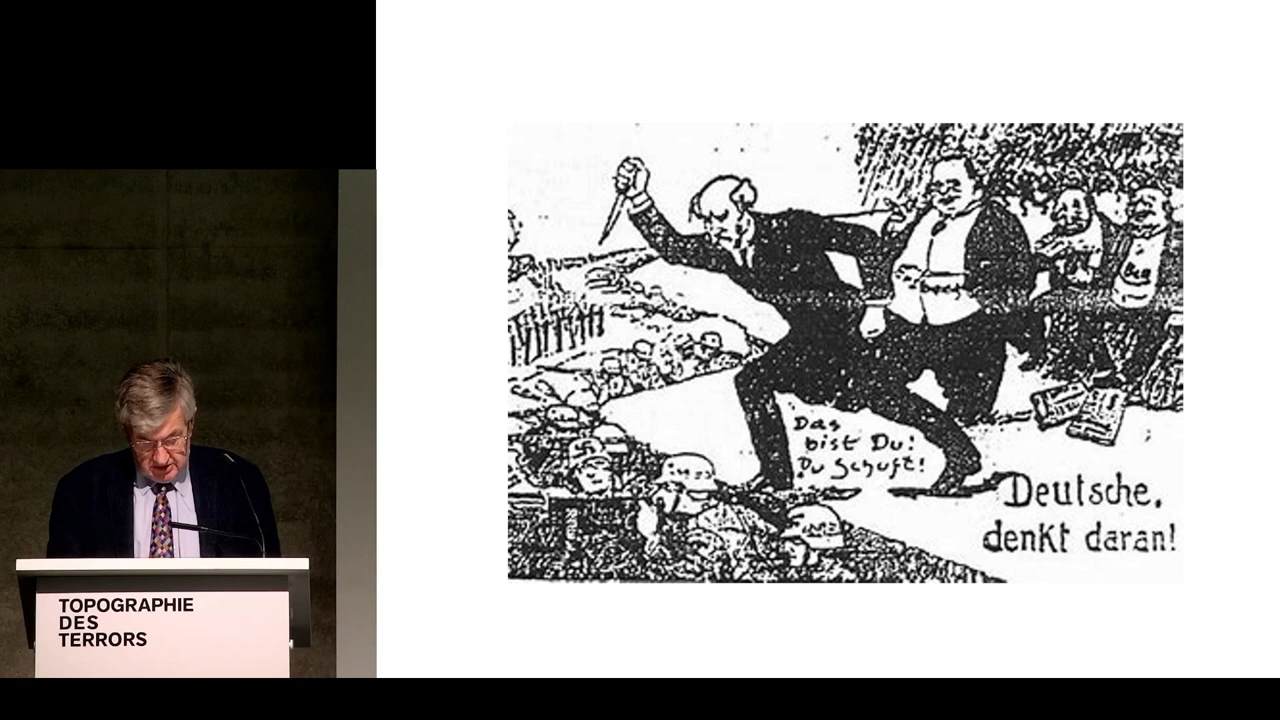 TOPOGRAPHIE
DES
TERRORS
Das
bist Du!
Du Schuft!
Deutsche,
denkt daran!